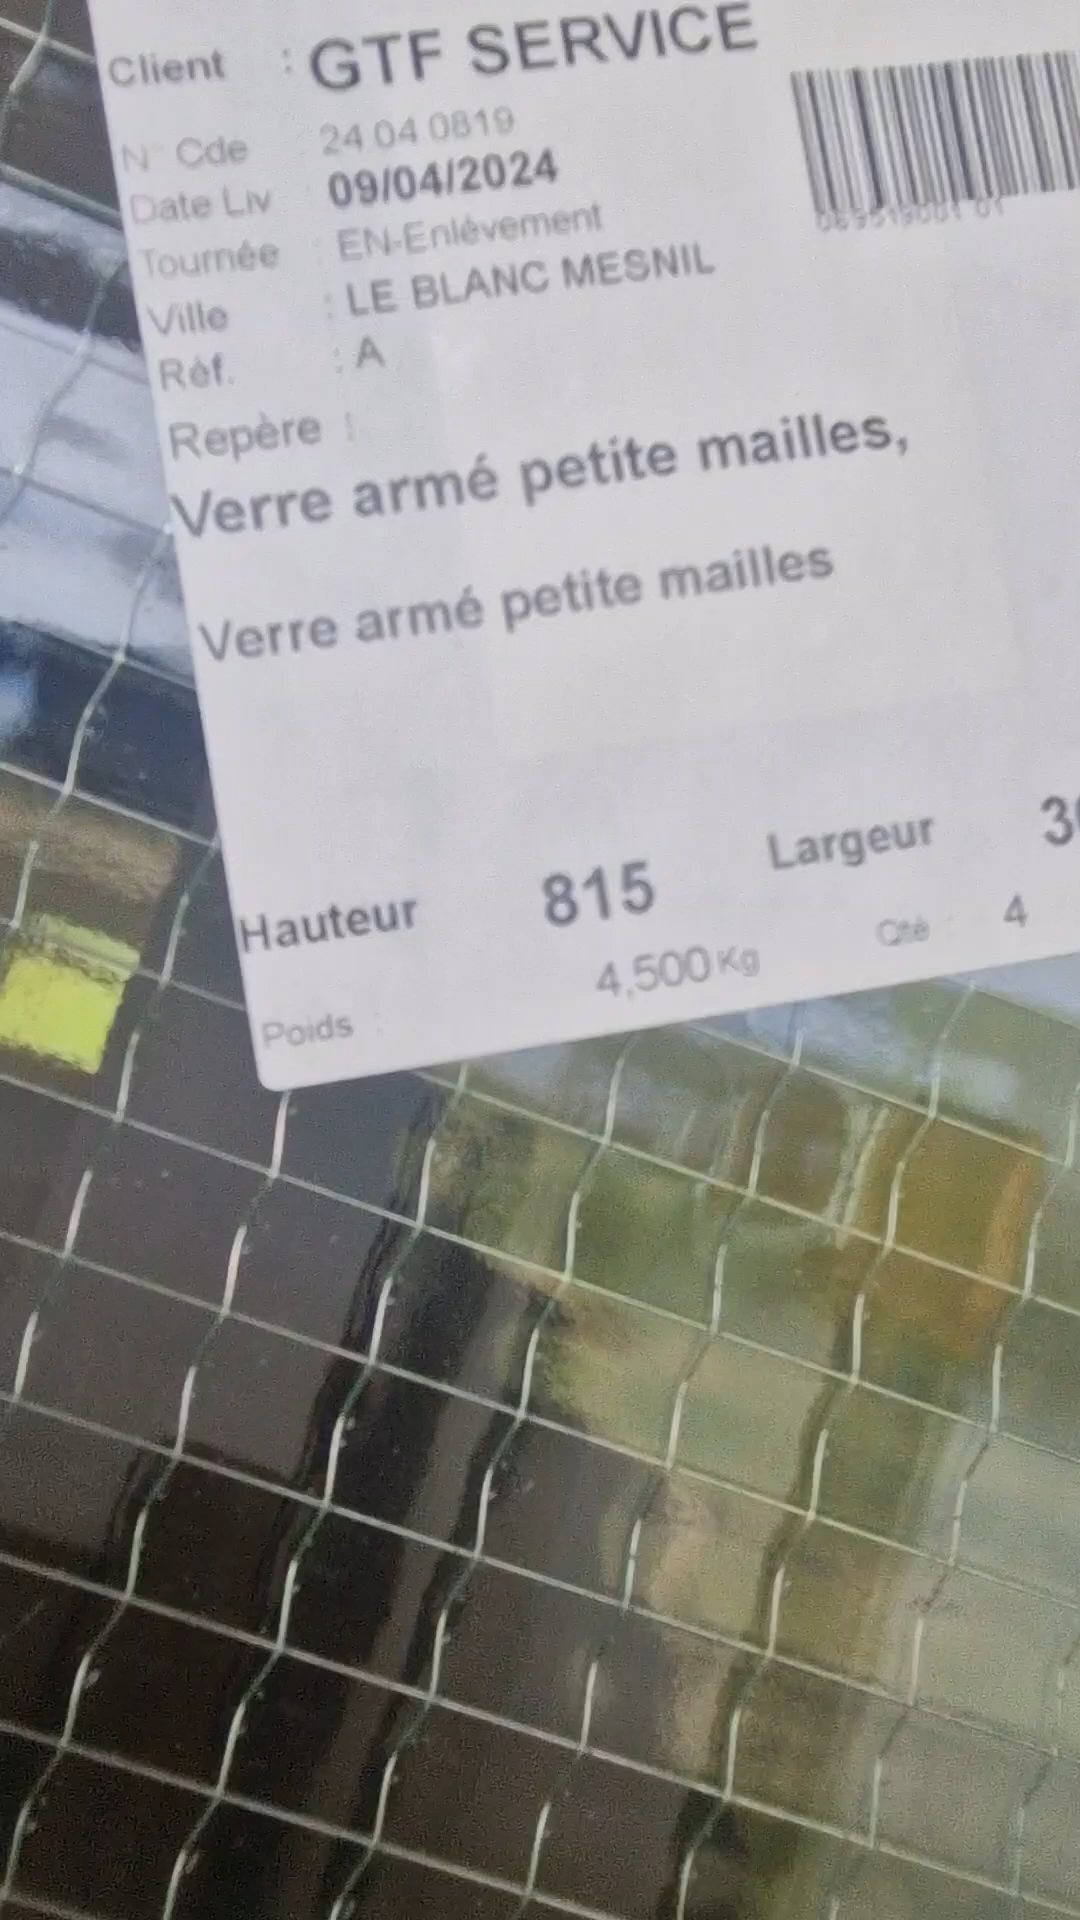 Client : GTF SERVICE
N° Cde 24 04 0819
Date Liv 09/04/2024
Tournée : EN-Enlèvement
Ville : LE BLANC MESNIL
Réf. : A
Repère :
Verre armé petite mailles,
Verre armé petite mailles
Hauteur 815 Largeur
Poids : 4,500 Kg Qté : 4